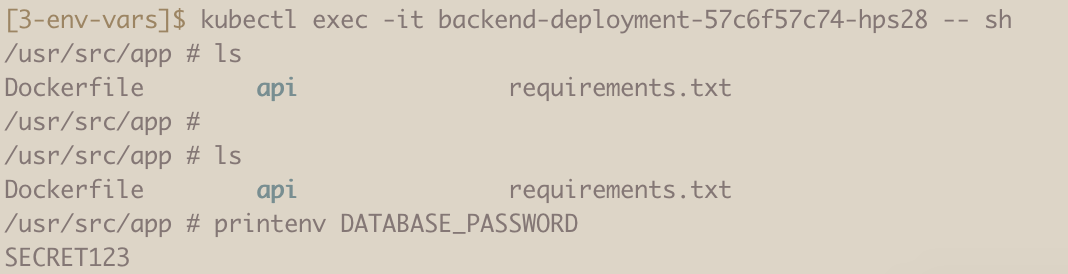 [3-env-vars]$ kubectl exec -it backend-deployment-57c6f57c74-hps28 -- sh
/usr/src/app # ls
Dockerfile        api               requirements.txt
/usr/src/app #
/usr/src/app # ls
Dockerfile        api               requirements.txt
/usr/src/app # printenv DATABASE_PASSWORD
SECRET123